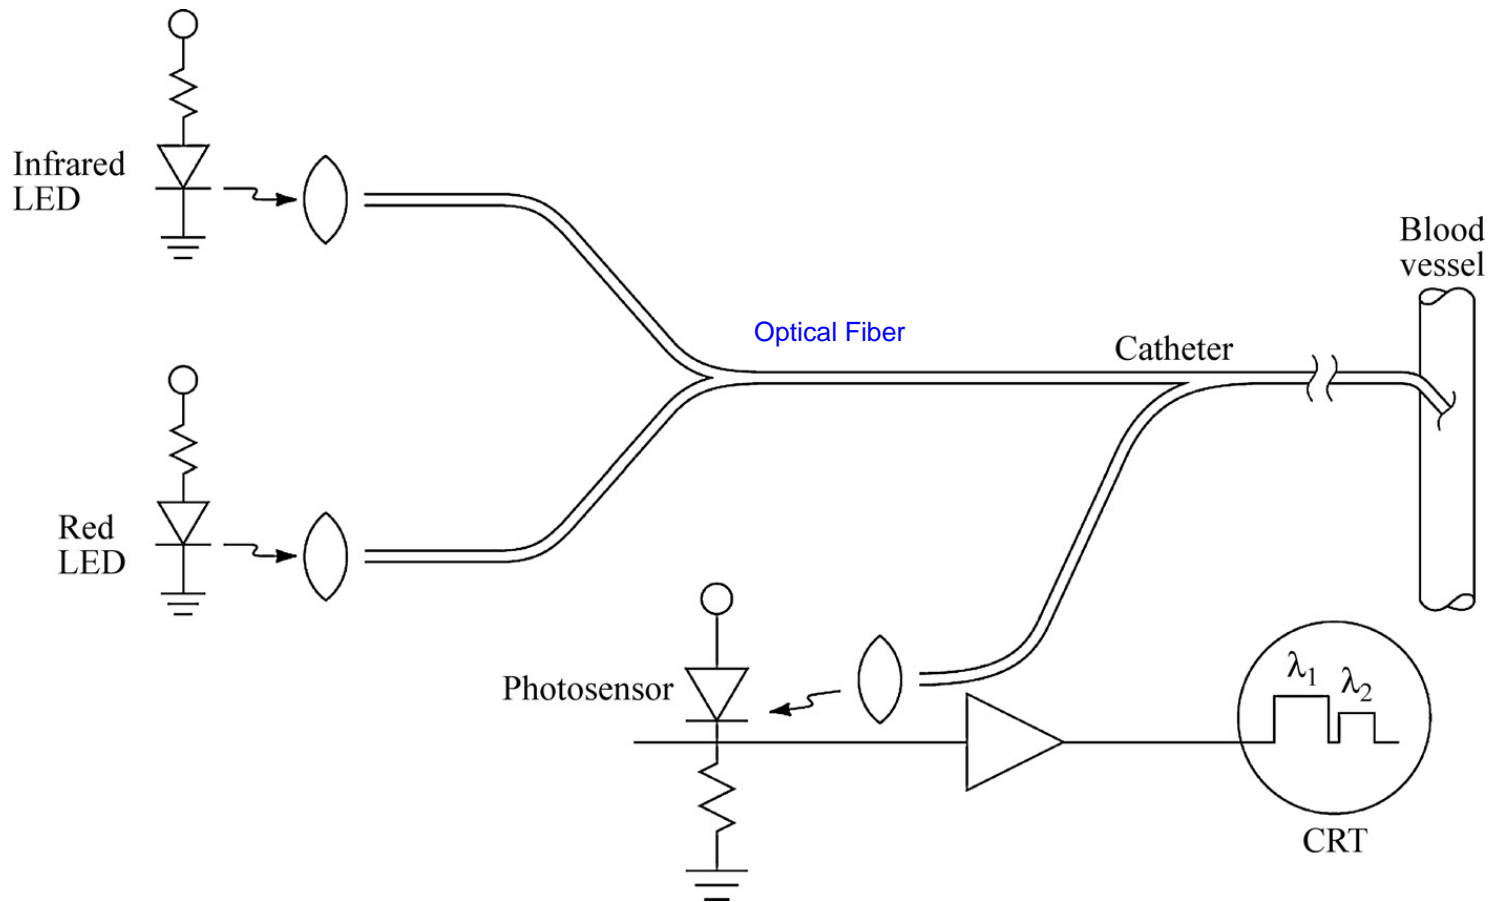 Infrared
LED
Blood
vessel
Optical Fiber
Catheter
Red
LED
Photosensor
λ1
λ2
CRT